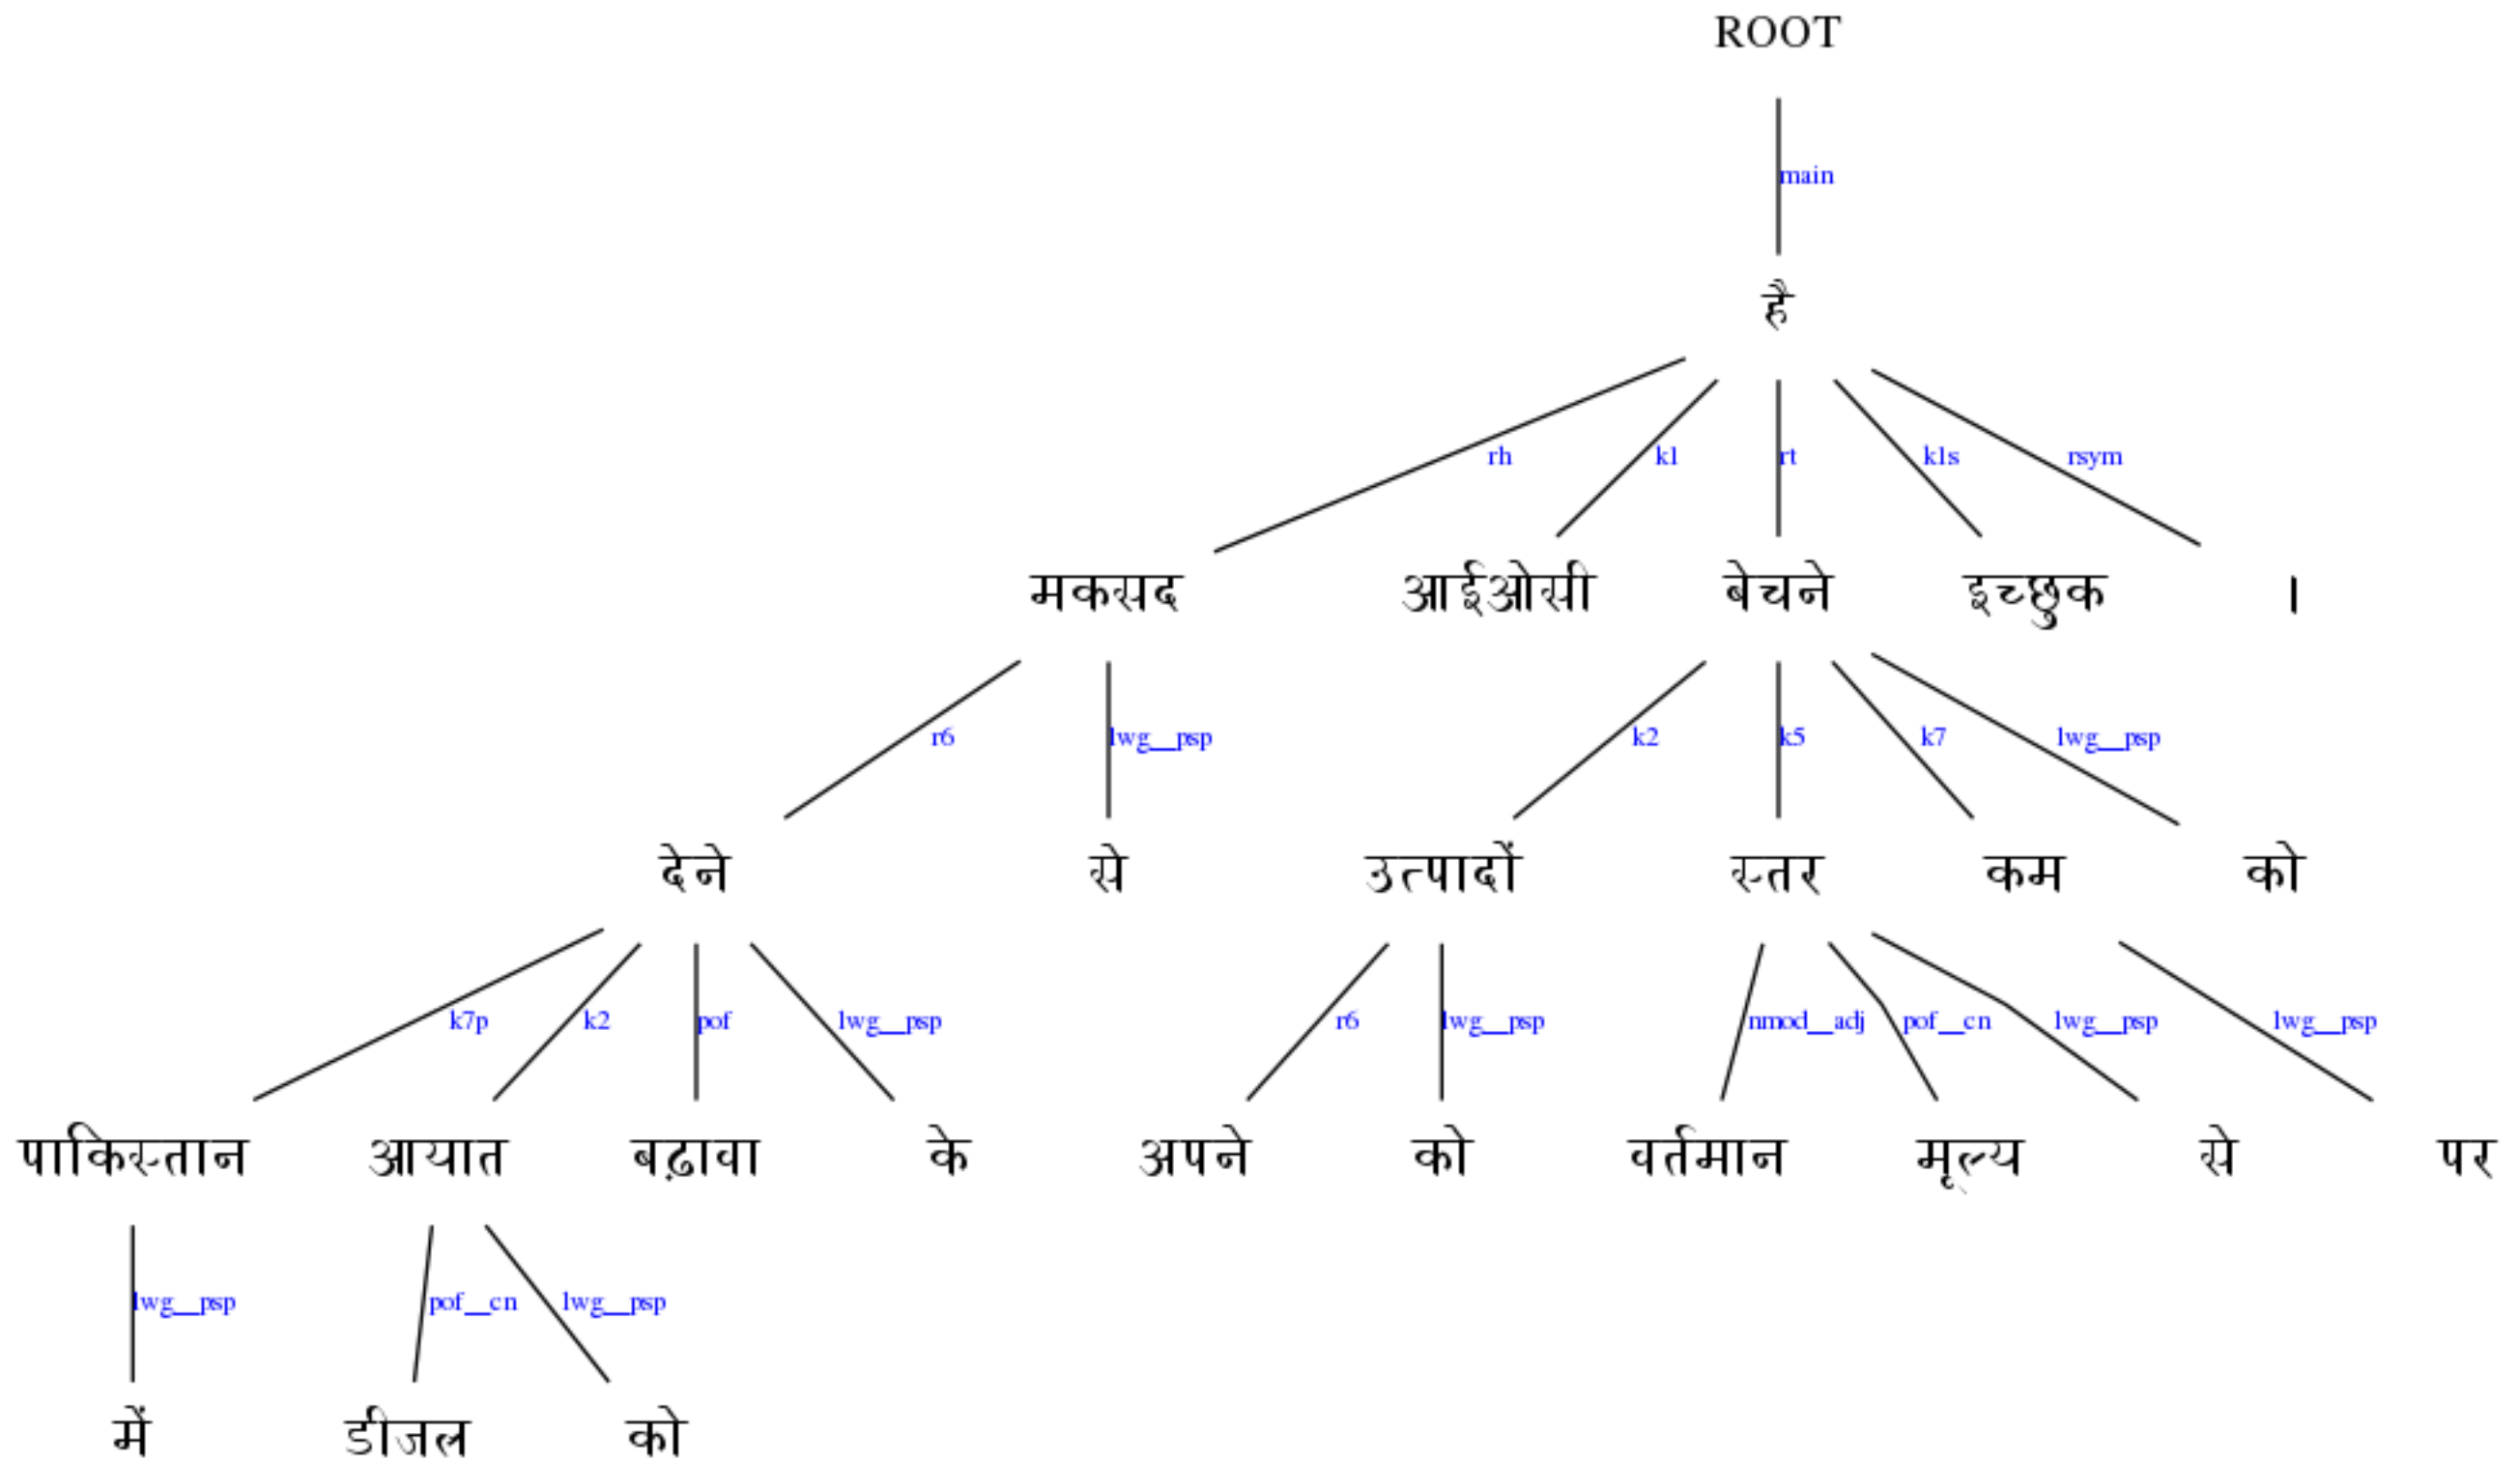 ROOT
main
है
rh k1 rt k1s rsym
मकसद आईओसी बेचने इच्छुक ।
r6 lwg__psp k2 k5 k7 lwg__psp
देने से उत्पादों स्तर कम को
k7p k2 pof lwg__psp r6 lwg__psp nmod__adj pof__cn lwg__psp lwg__psp
पाकिस्तान आयात बढ़ावा के अपने को वर्तमान मूल्य से पर
lwg__psp pof__cn lwg__psp
में डीजल को